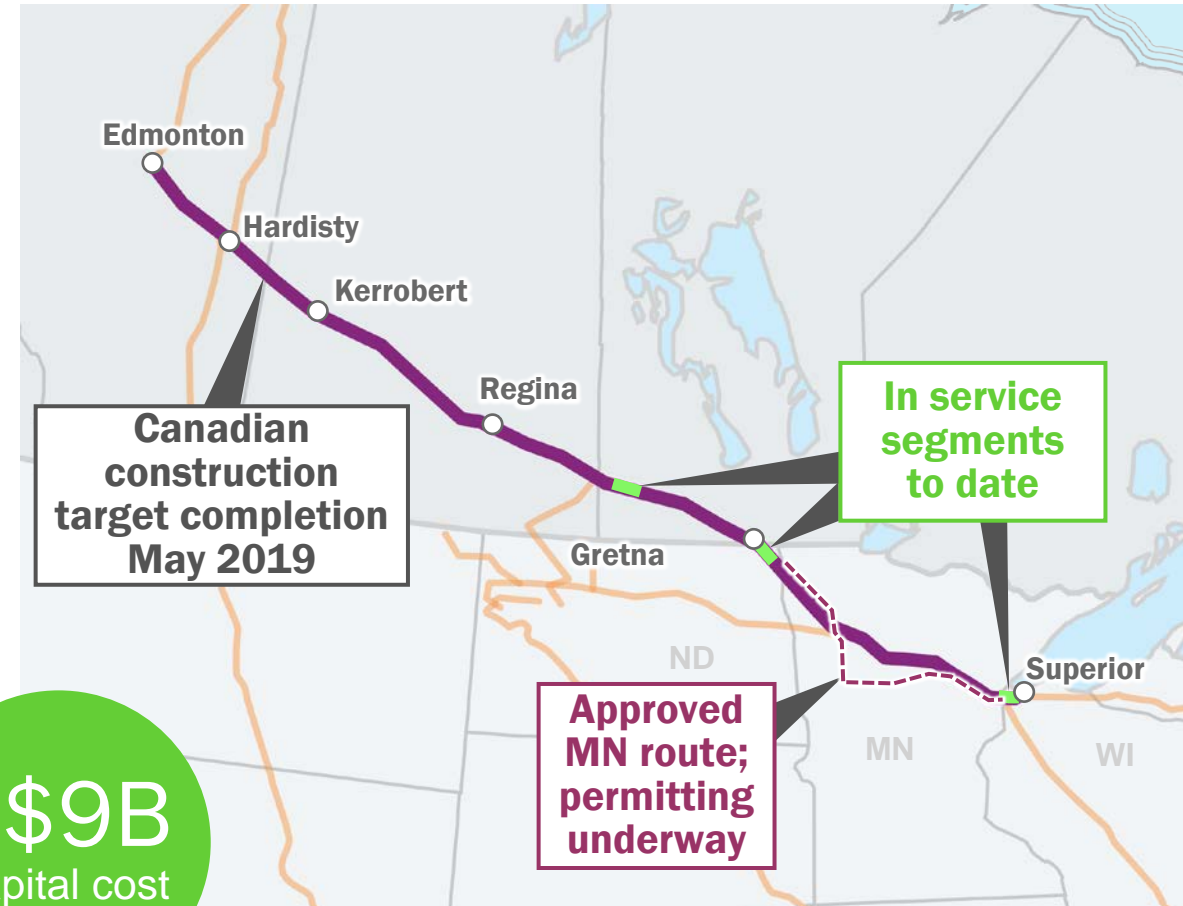 Edmonton
Hardisty
Kerrobert
Regina
Canadian
construction
target completion
May 2019
In service
segments
to date
Gretna
ND
Superior
Approved
MN route;
permitting
underway
MN
WI
$9B
pital cost